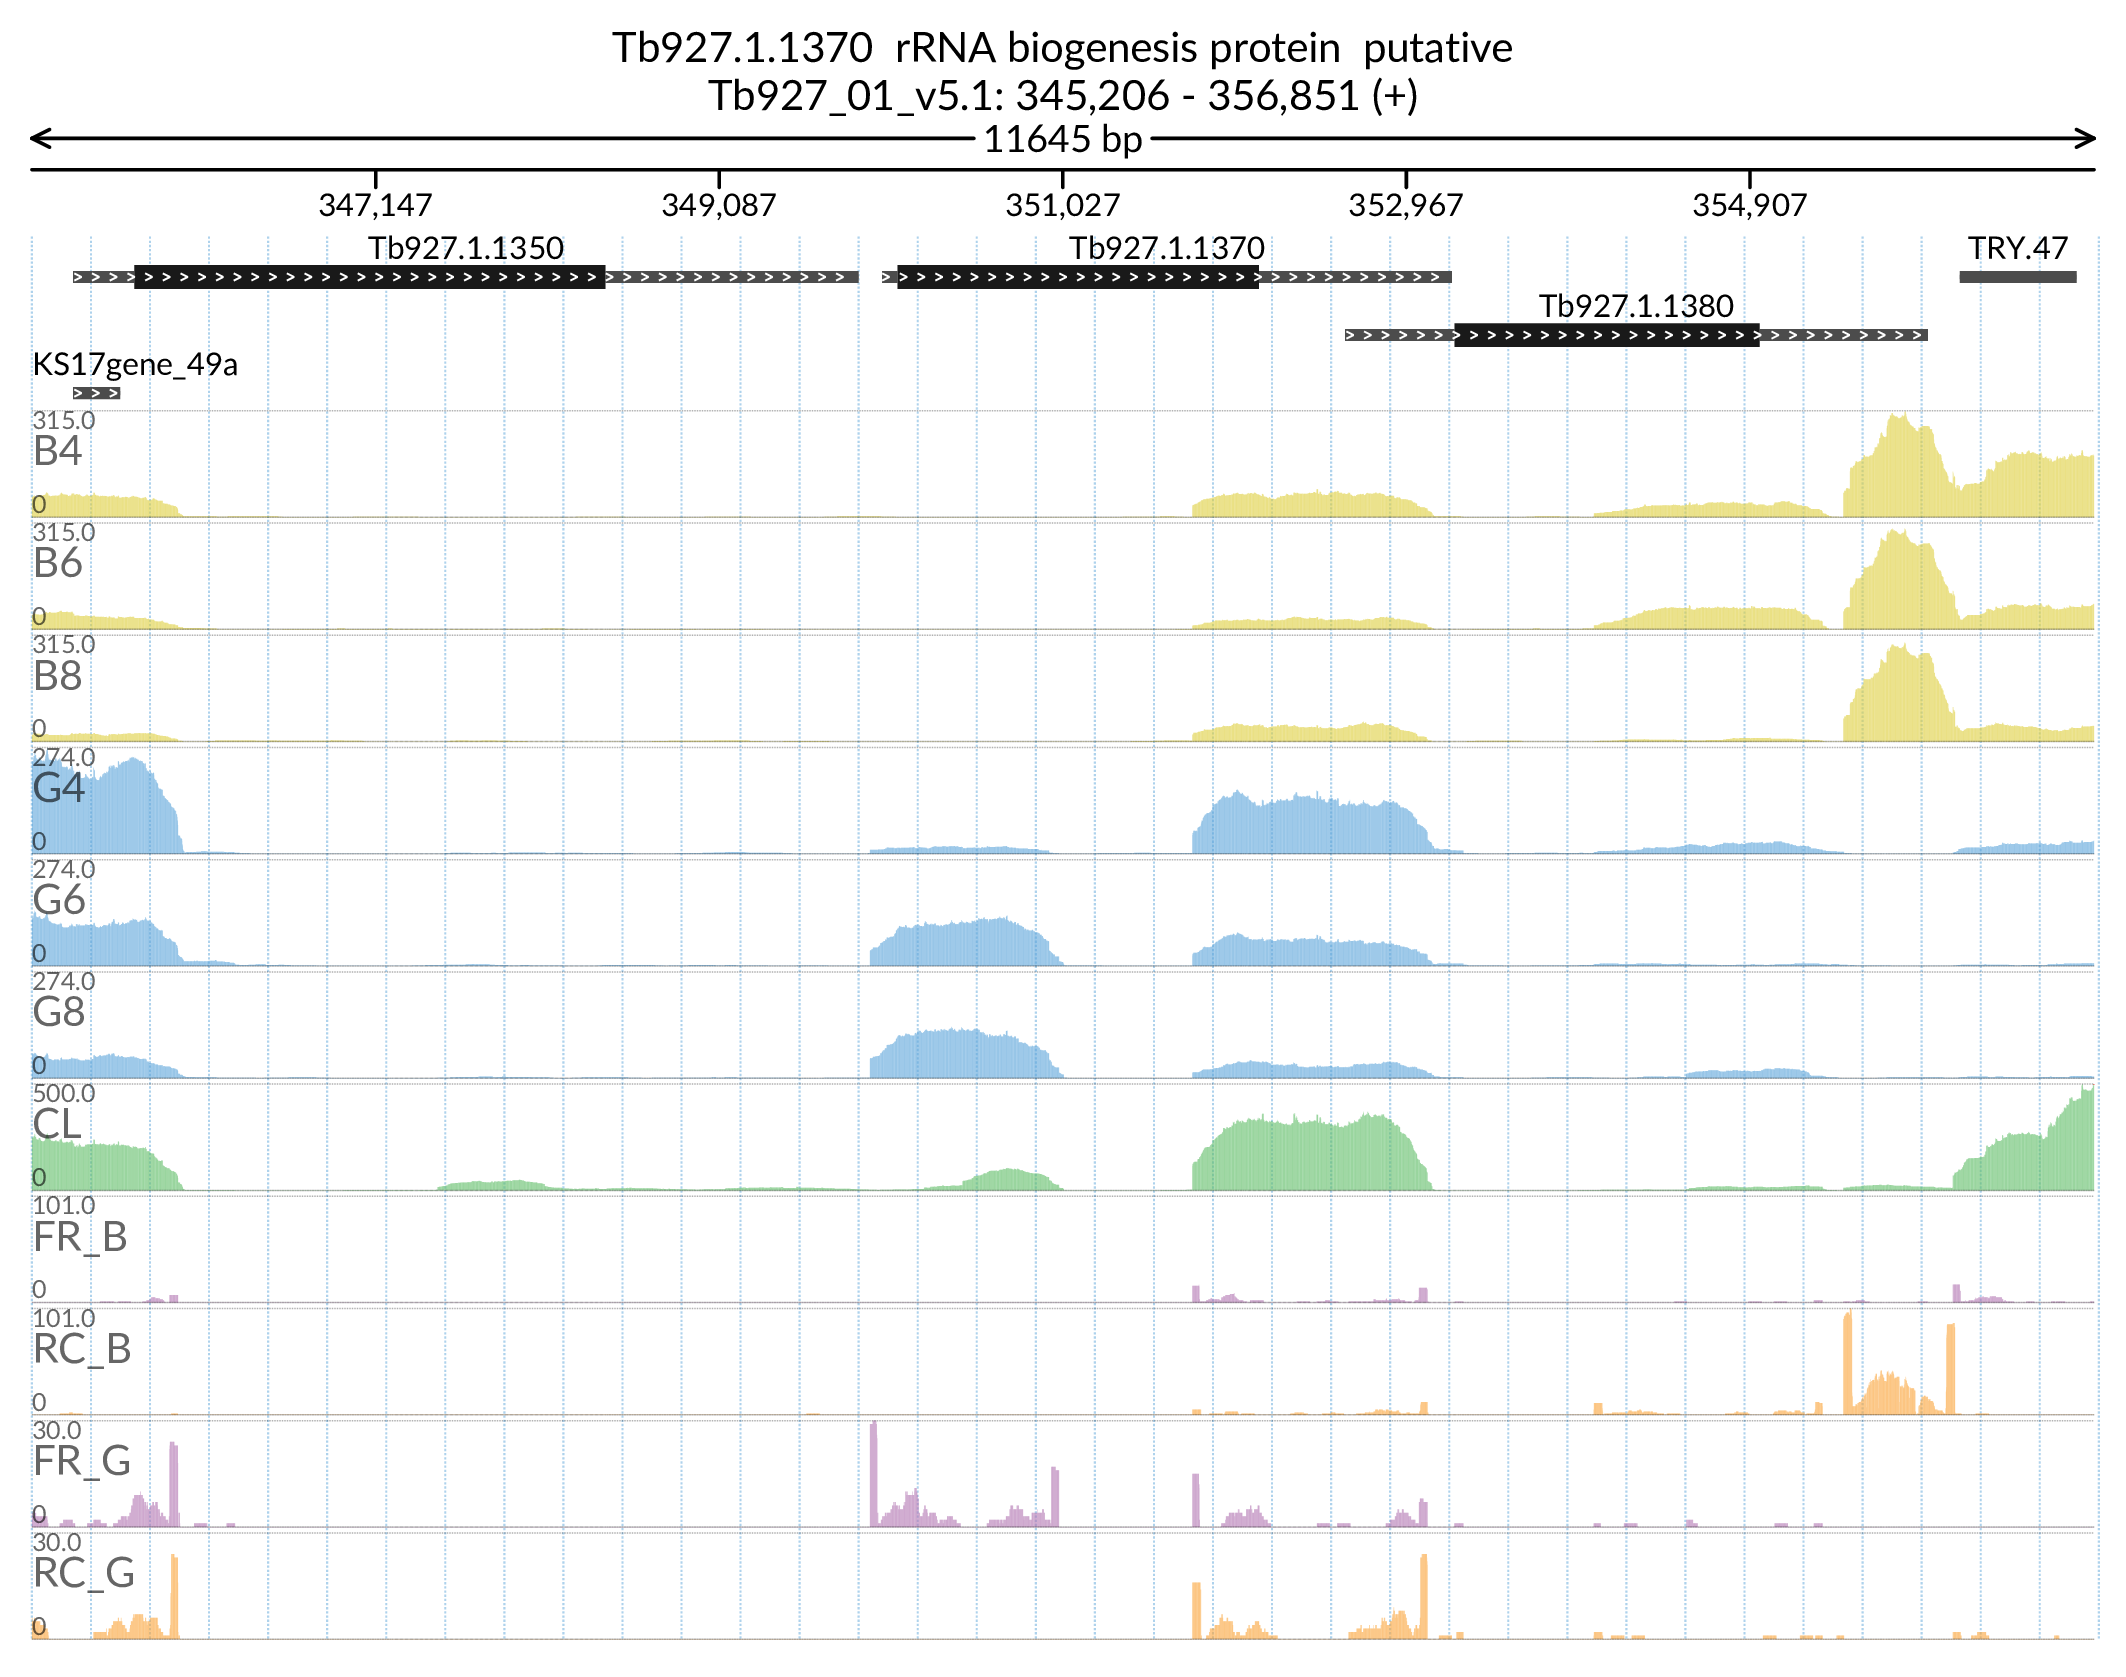 Tb927.1.1370  rRNA biogenesis protein  putative
Tb927_01_v5.1: 345,206 - 356,851 (+)
11645 bp
347,147 349,087 351,027 352,967 354,907
Tb927.1.1350 Tb927.1.1370 TRY.47
Tb927.1.1380
KS17gene_49a
315.0
B4
0
315.0
B6
0
315.0
B8
0
274.0
G4
0
274.0
G6
0
274.0
G8
0
500.0
CL
0
101.0
FR_B
0
101.0
RC_B
0
30.0
FR_G
0
30.0
RC_G
0